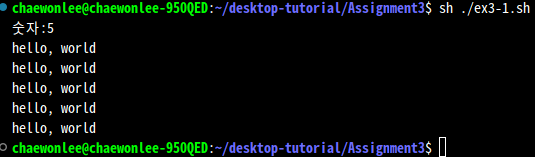 chaewonlee@chaewonlee-950QED:~/desktop-tutorial/Assignment3$ sh ./ex3-1.sh
숫자:5
hello, world
hello, world
hello, world
hello, world
hello, world
chaewonlee@chaewonlee-950QED:~/desktop-tutorial/Assignment3$